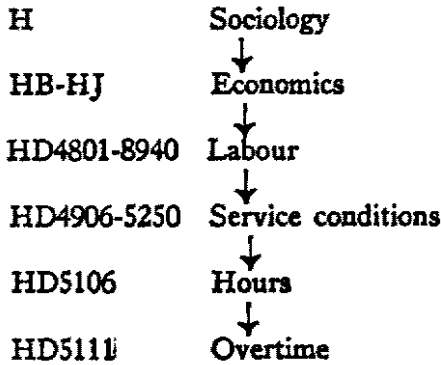 H Sociology
HB-HJ Economics
HD4801-8940 Labour
HD4906-5250 Service conditions
HD5106 Hours
HD5111 Overtime